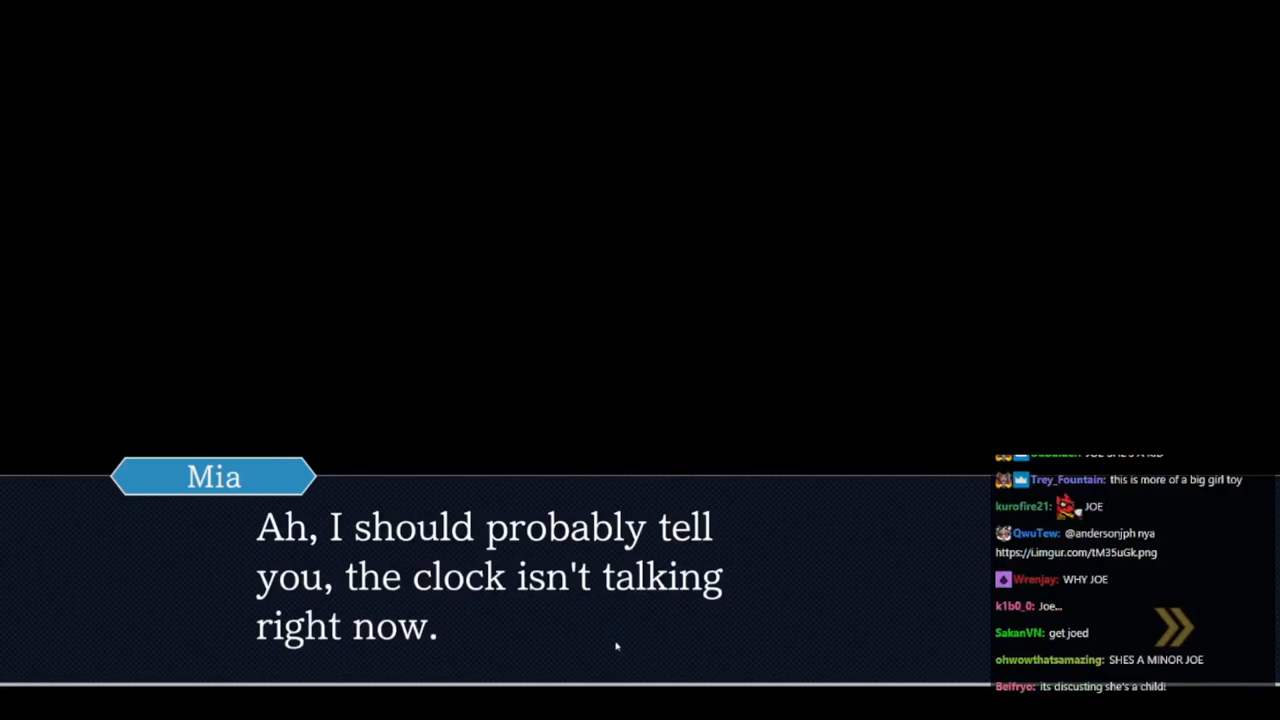 Mia
Ah, I should probably tell
you, the clock isn't talking
right now.
Trey_Fountain: this is more of a big girl toy
kurofire21: JOE
QwuTew: @andersonjph nya
https://i.imgur.com/tM35uGk.png
Wrenjay: WHY JOE
k1b0_0: Joe...
SakanVN: get joed
ohwowthatsamazing: SHES A MINOR JOE
Beifryo: its discusting she's a child!